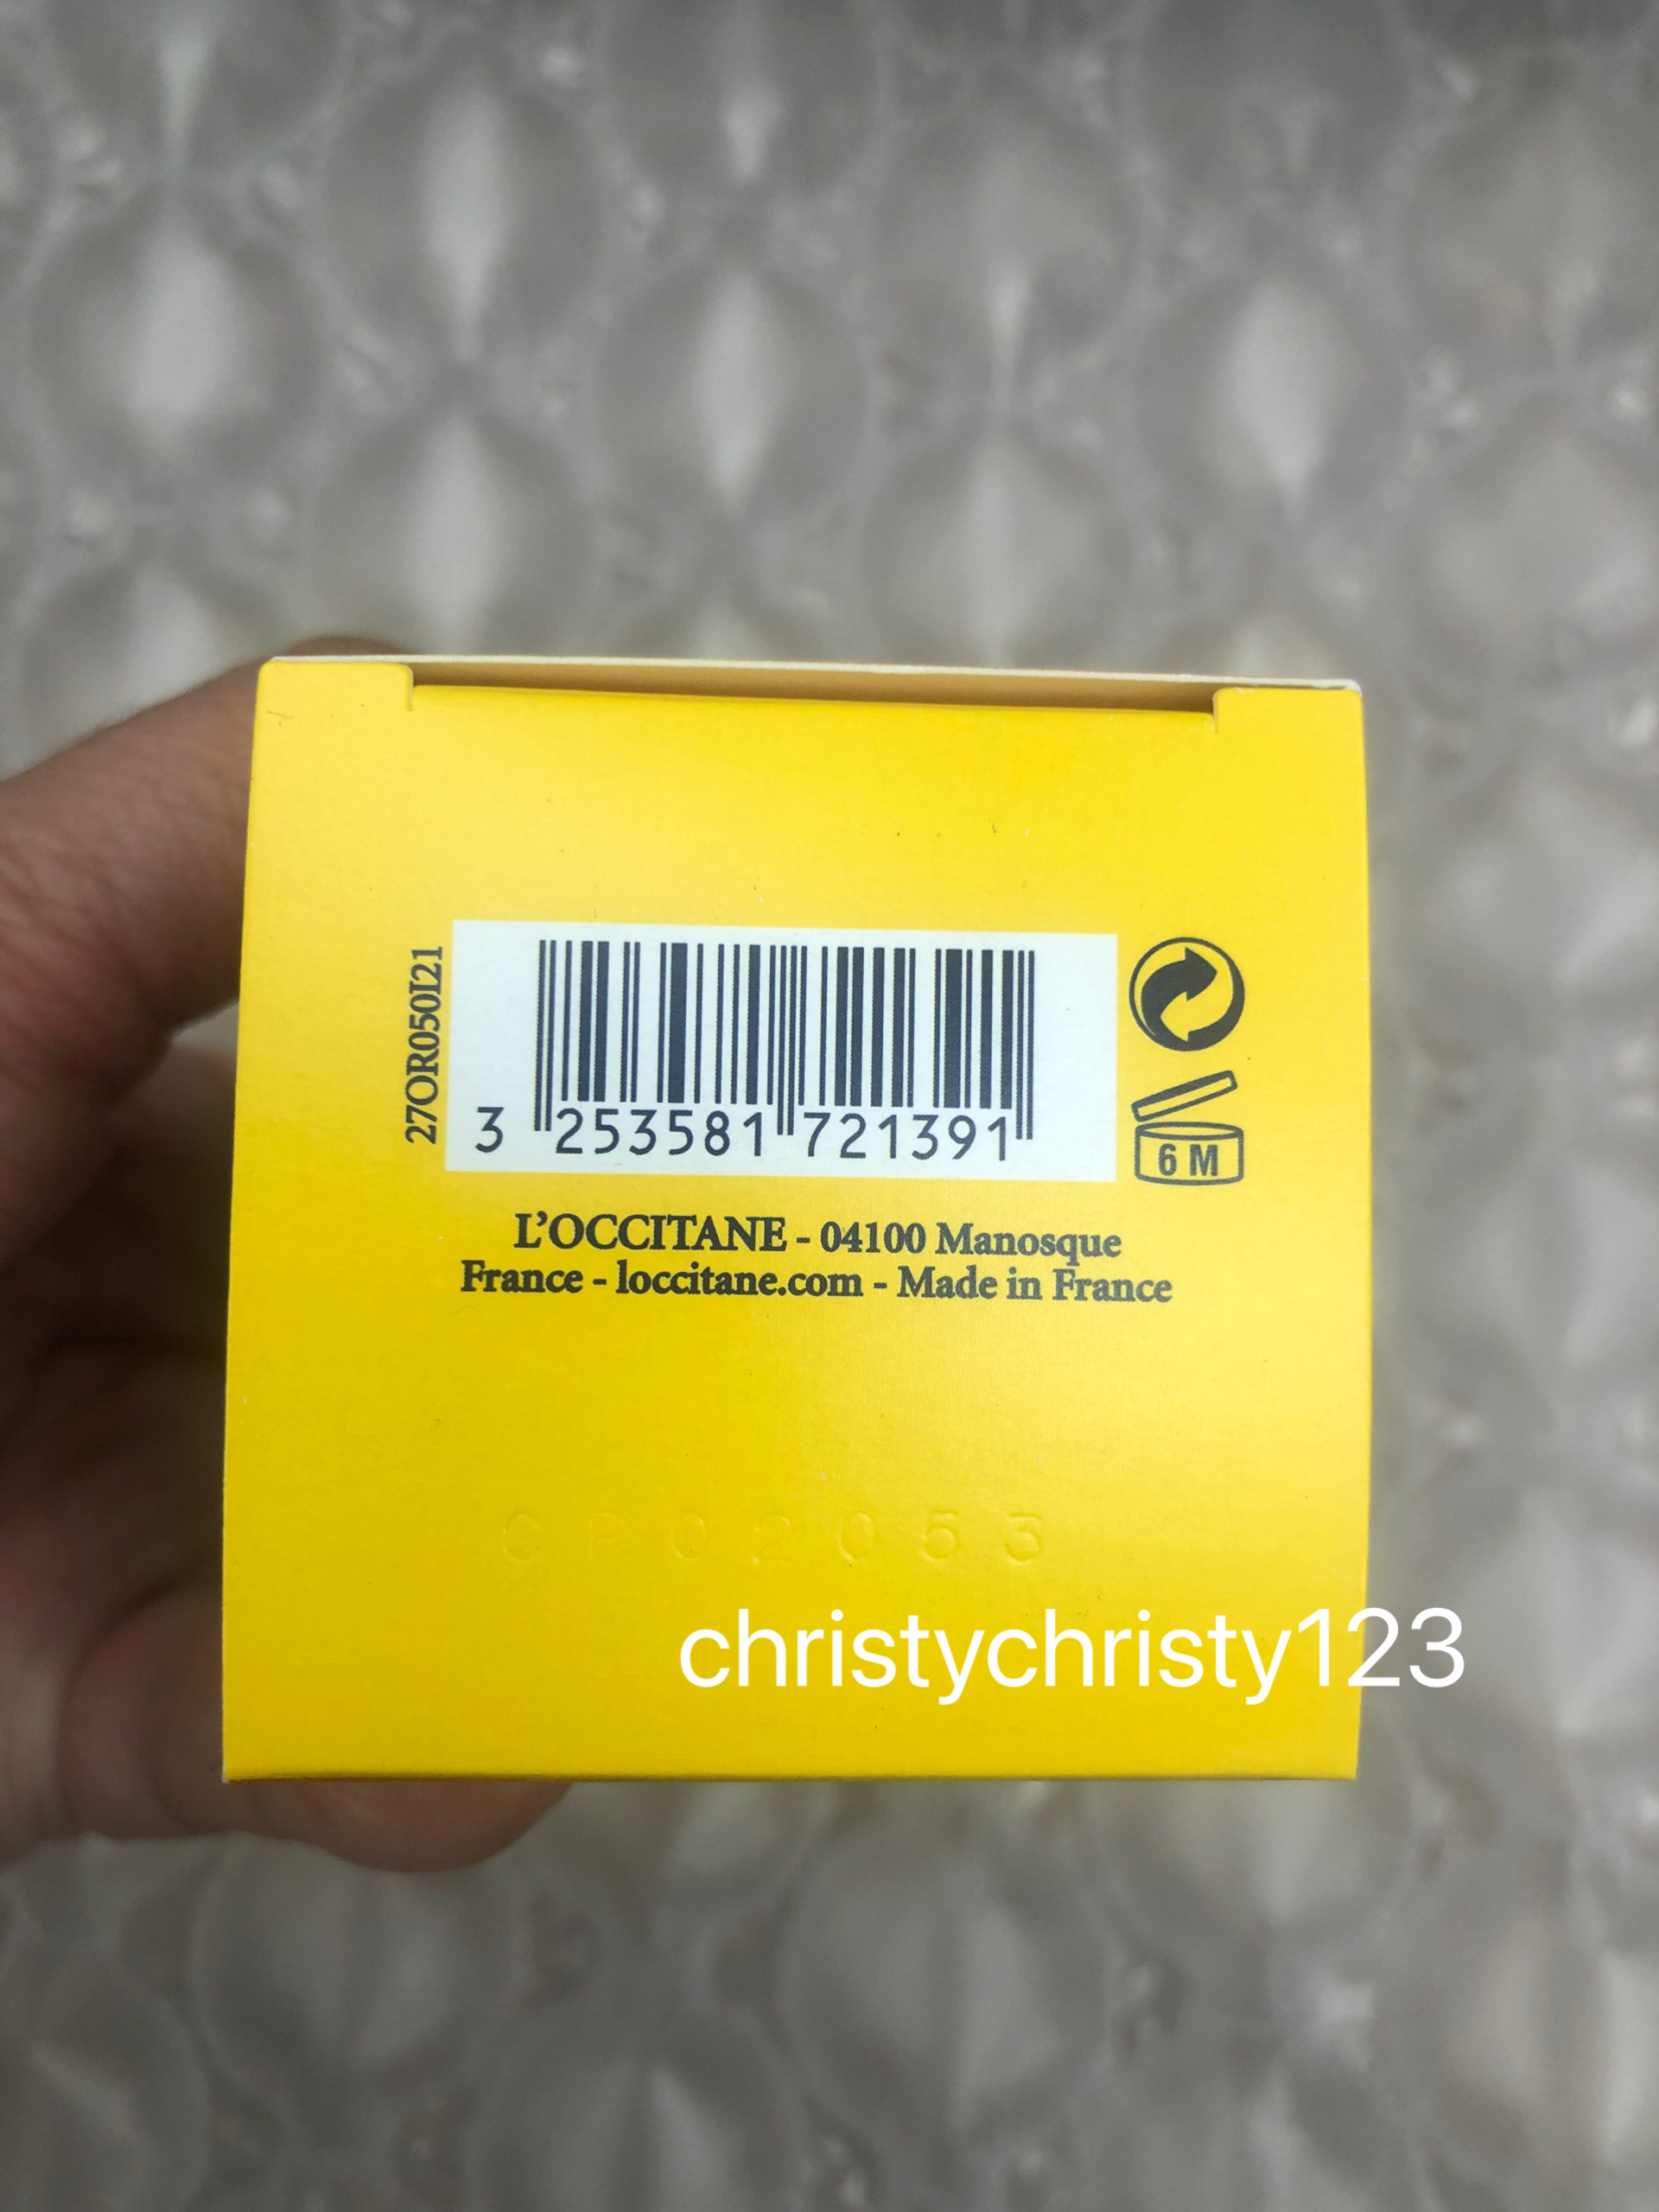 27OR050I21
3 253581 721391
6 M
L'OCCITANE - 04100 Manosque
France - loccitane.com - Made in France
CP02053
christychristy123